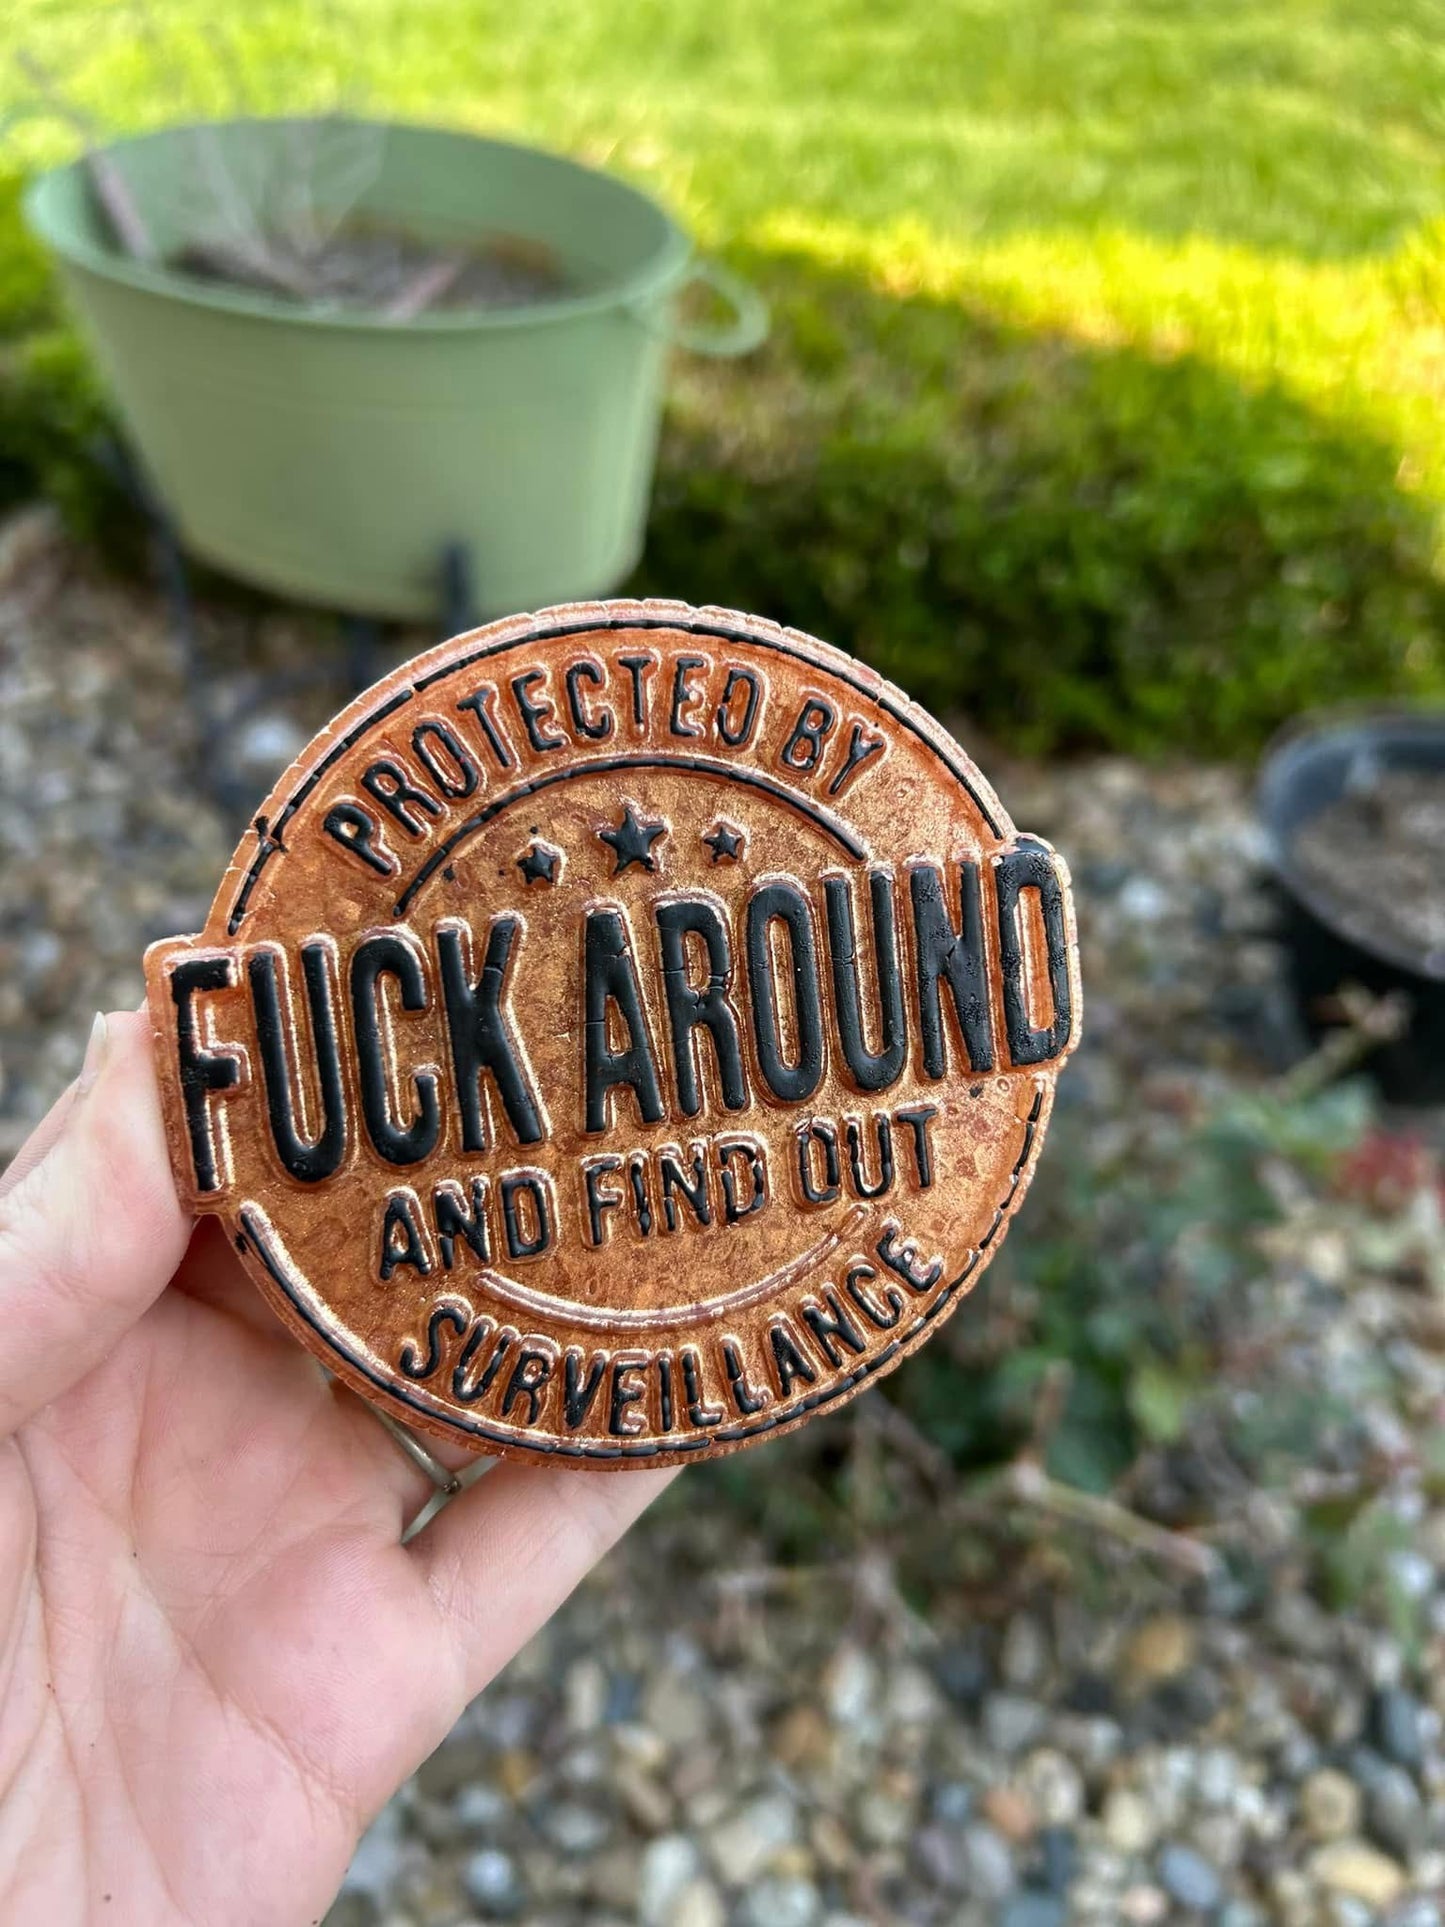 PROTECTED BY
FUCK AROUND
AND FIND OUT
SURVEILLANCE